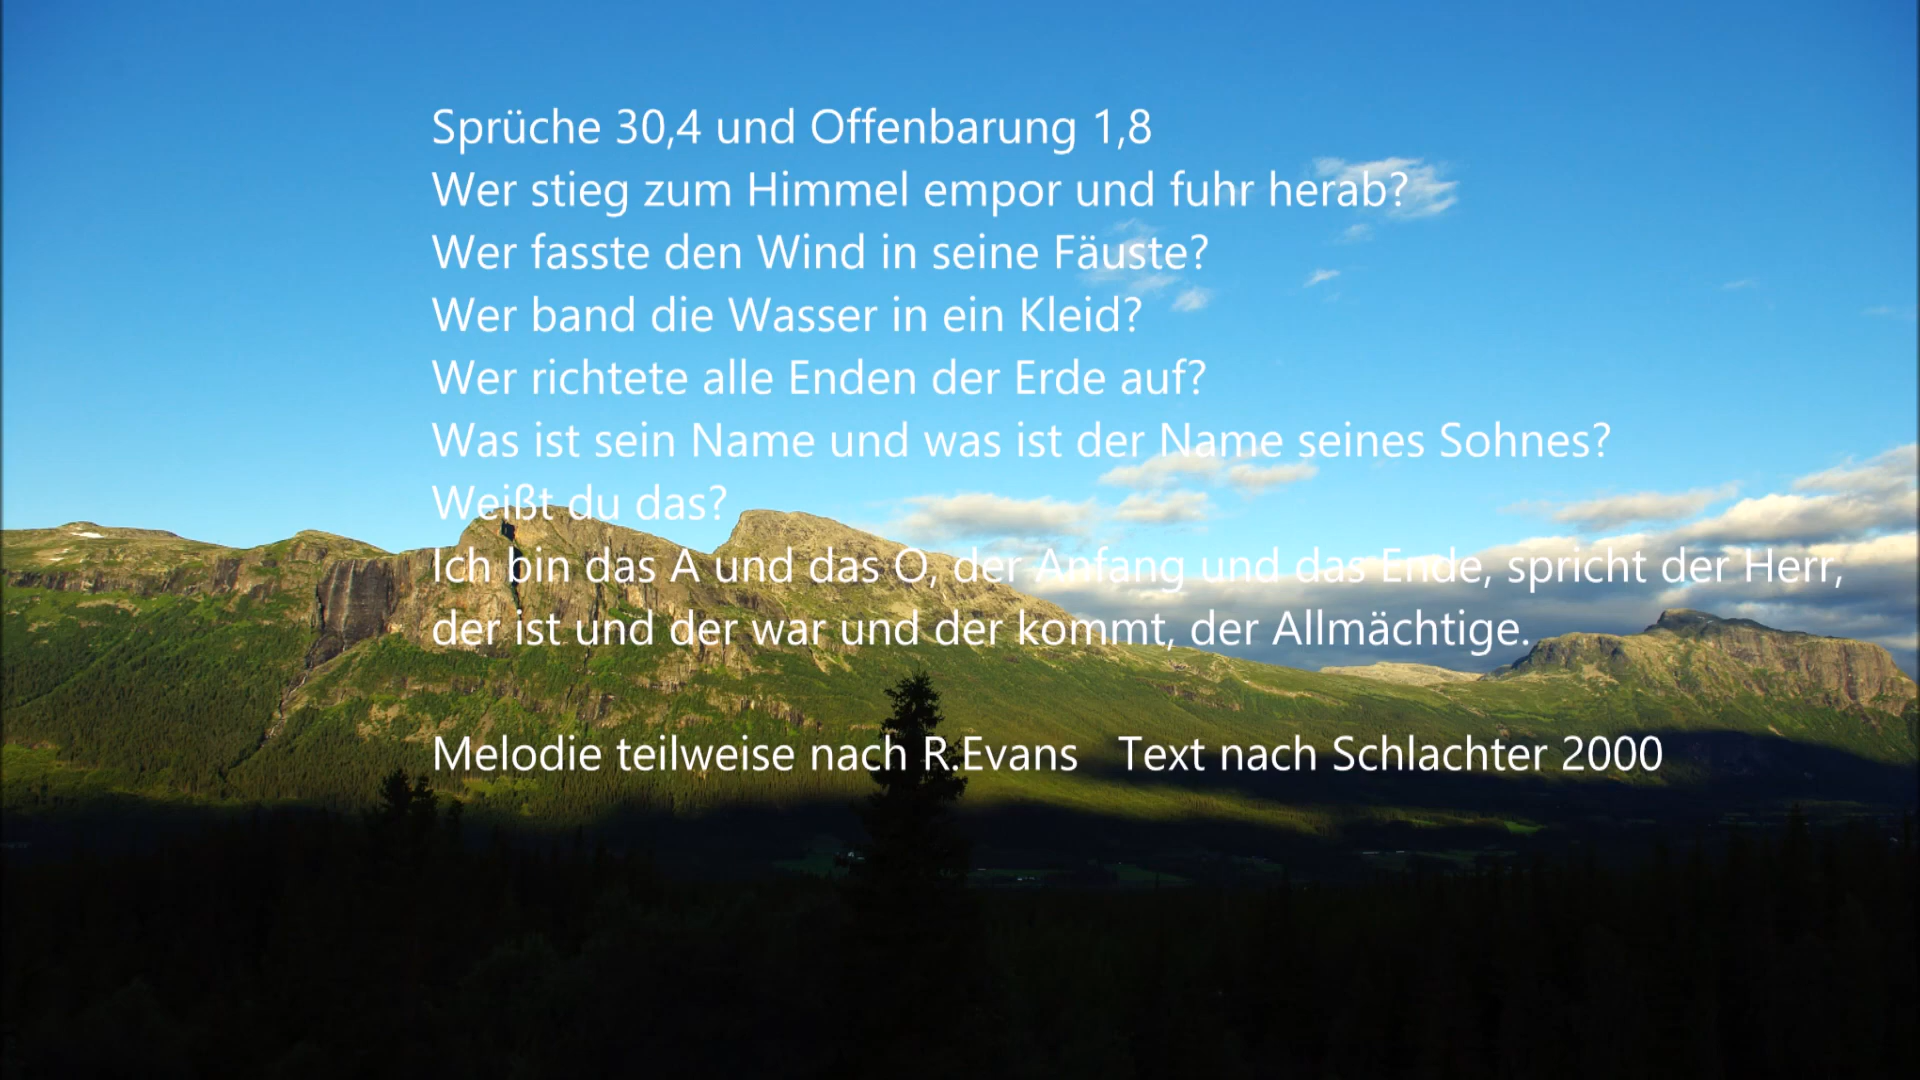 Sprüche 30,4 und Offenbarung 1,8
Wer stieg zum Himmel empor und fuhr herab?
Wer fasste den Wind in seine Fäuste?
Wer band die Wasser in ein Kleid?
Wer richtete alle Enden der Erde auf?
Was ist sein Name und was ist der Name seines Sohnes?
Weißt du das?
Ich bin das A und das O, der Anfang und das Ende, spricht der Herr,
der ist und der war und der kommt, der Allmächtige.
Melodie teilweise nach R.Evans   Text nach Schlachter 2000